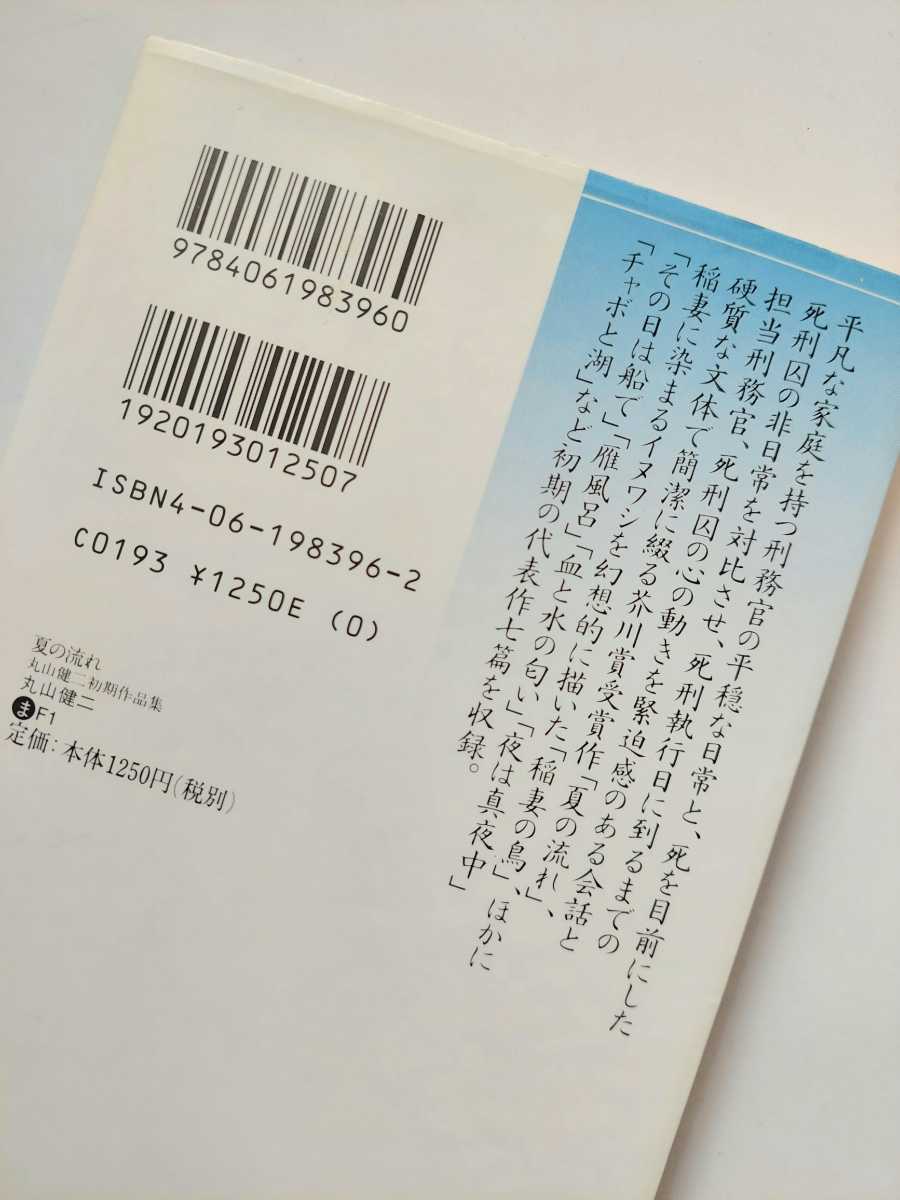 平凡な家庭を持つ刑務官の平穏な日常と、死を目前にした
死刑囚の非日常を対比させ、死刑執行日に到るまでの
担当刑務官、死刑囚の心の動きを緊迫感のある会話と
硬質な文体で簡潔に綴る芥川賞受賞作「夏の流れ」、
稲妻に染まるイヌワシを幻想的に描いた「稲妻の鳥」、ほかに
「その日は船で」「雁風呂」「血と水の匂い」「夜は真夜中」
「チャボと湖」など初期の代表作七篇を収録。
9784061983960
1920193012507
ISBN4-06-198396-2
C0193 ¥1250E (0)
夏の流れ
丸山健二初期作品集
丸山健二
ま F1
定価:本体1250円(税別)